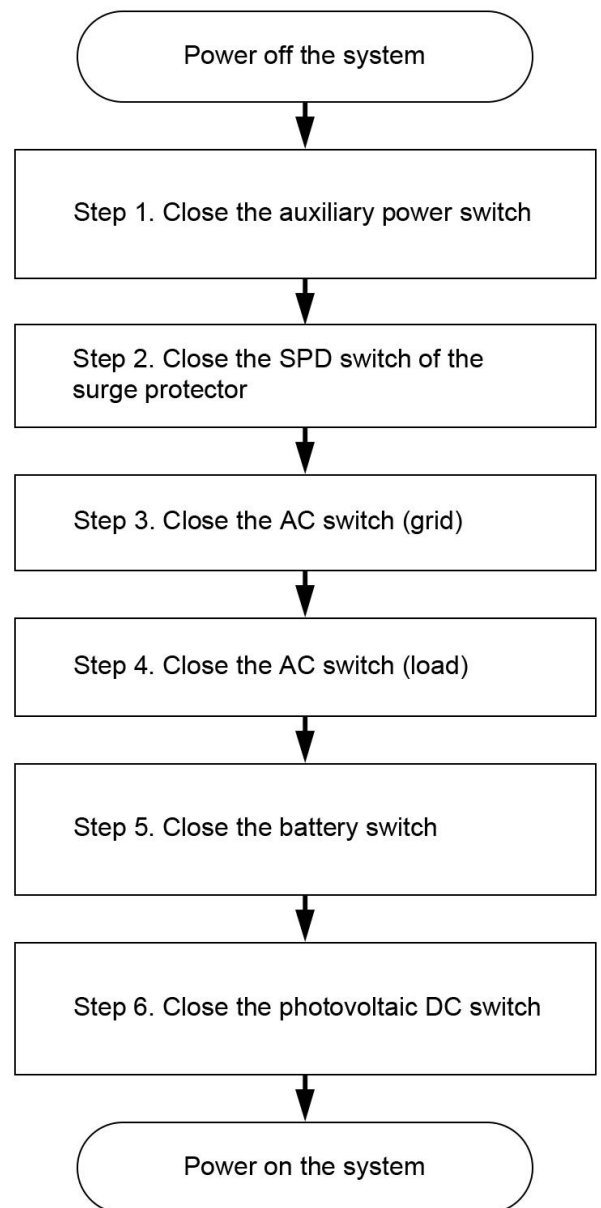 Power off the system
Step 1. Close the auxiliary power switch
Step 2. Close the SPD switch of the
surge protector
Step 3. Close the AC switch (grid)
Step 4. Close the AC switch (load)
Step 5. Close the battery switch
Step 6. Close the photovoltaic DC switch
Power on the system